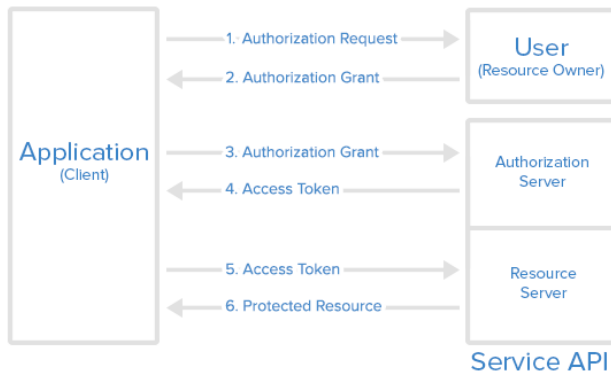 1. Authorization Request
User
(Resource Owner)
2. Authorization Grant
Application
(Client)
3. Authorization Grant
Authorization
Server
4. Access Token
5. Access Token
Resource
Server
6. Protected Resource
Service API